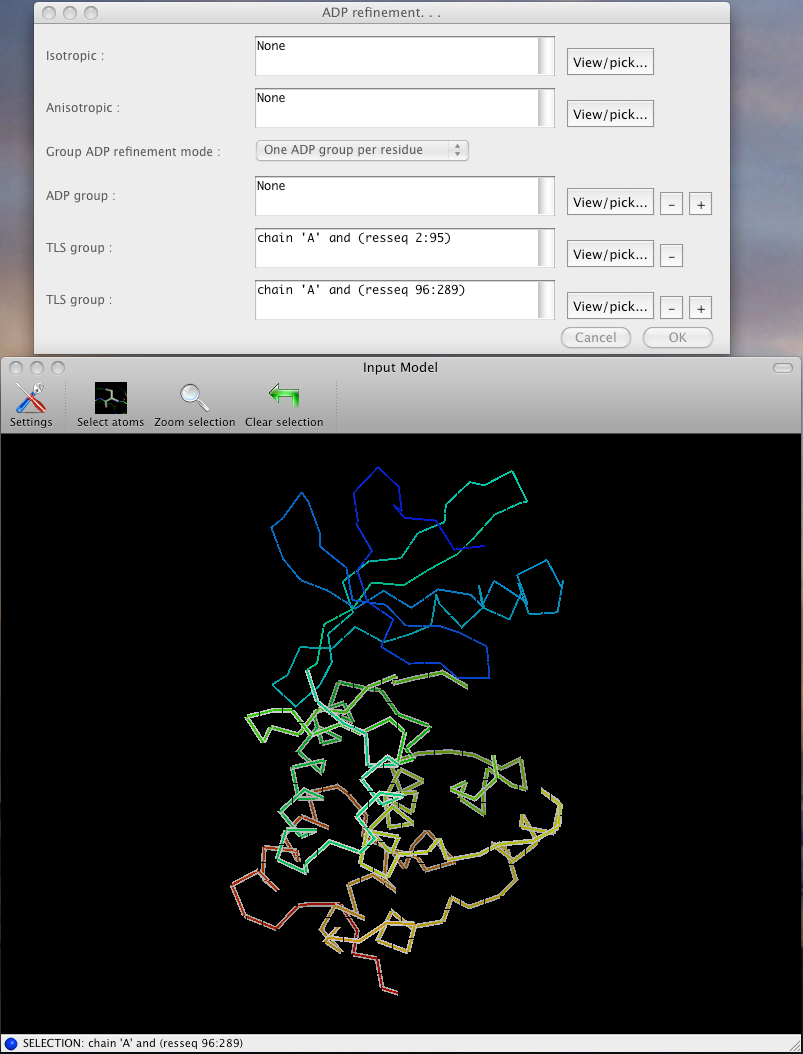 ADP refinement. . .
Isotropic :
None
View/pick...
Anisotropic :
None
View/pick...
Group ADP refinement mode :
One ADP group per residue
ADP group :
None
View/pick...
-
+
TLS group :
chain 'A' and (resseq 2:95)
View/pick...
-
TLS group :
chain 'A' and (resseq 96:289)
View/pick...
-
+
Cancel
OK
Input Model
Settings
Select atoms
Zoom selection
Clear selection
SELECTION: chain 'A' and (resseq 96:289)